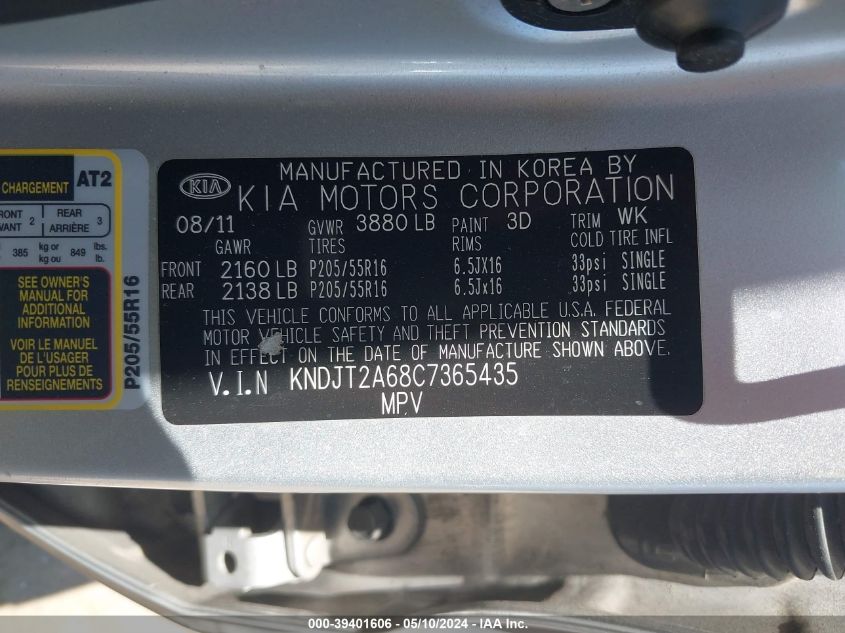 CHARGEMENT AT2
FRONT
AVANT 2 REAR
ARRIÈRE 3
385 kg or
kg ou 849 lbs.
lb.
SEE OWNER'S
MANUAL FOR
ADDITIONAL
INFORMATION
VOIR LE MANUEL
DE L'USAGER
POUR PLUS DE
P205/55R16
KIA
MANUFACTURED IN KOREA BY
KIA MOTORS CORPORATION
08/11 GVWR 3880 LB PAINT 3D TRIM WK
GAWR TIRES RIMS COLD TIRE INFL
FRONT 2160 LB P205/55R16 6.5JX16 33psi SINGLE
REAR 2138 LB P205/55R16 6.5Jx16 33psi SINGLE
THIS VEHICLE CONFORMS TO ALL APPLICABLE U.S.A. FEDERAL
MOTOR VEHICLE SAFETY AND THEFT PREVENTION STANDARDS
IN EFFECT ON THE DATE OF MANUFACTURE SHOWN ABOVE.
V.I.N KNDJT2A68C7365435
MPV
000-39401606 - 05/10/2024 - IAA Inc.